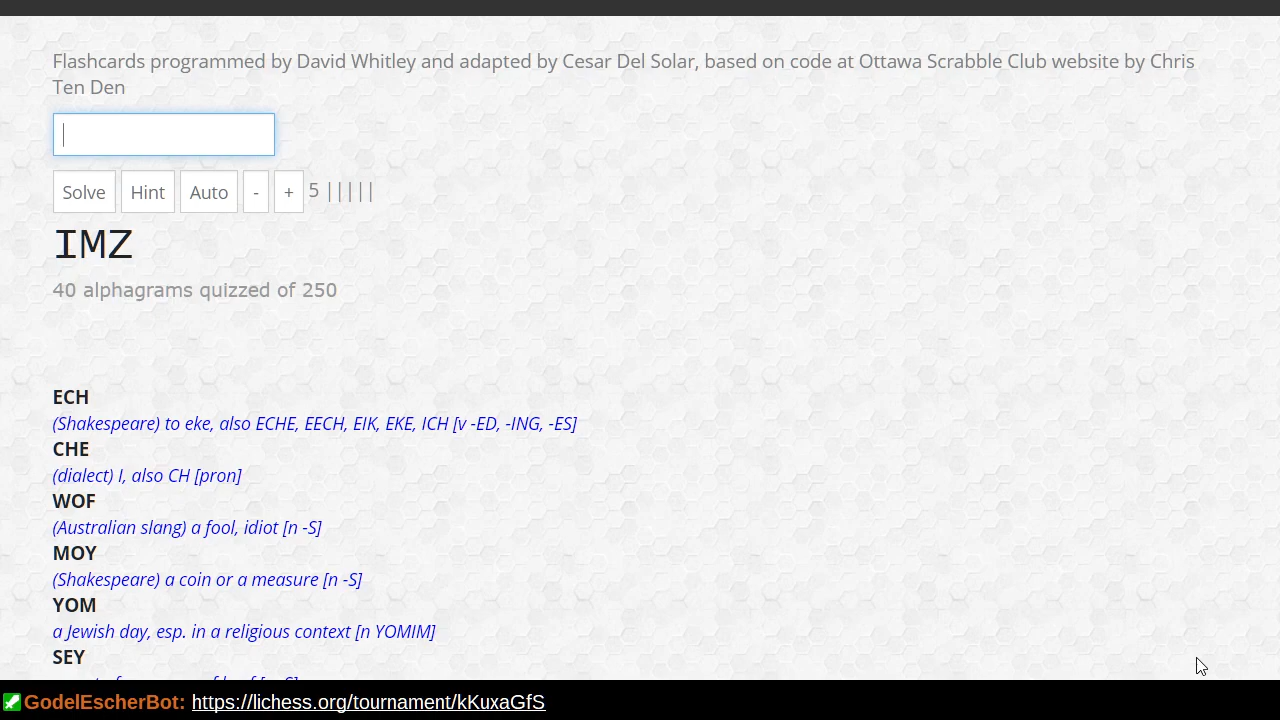 Flashcards programmed by David Whitley and adapted by Cesar Del Solar, based on code at Ottawa Scrabble Club website by Chris
Ten Den
Solve Hint Auto - + 5 |||||
IMZ
40 alphagrams quizzed of 250
ECH
(Shakespeare) to eke, also ECHE, EECH, EIK, EKE, ICH [v -ED, -ING, -ES]
CHE
(dialect) I, also CH [pron]
WOF
(Australian slang) a fool, idiot [n -S]
MOY
(Shakespeare) a coin or a measure [n -S]
YOM
a Jewish day, esp. in a religious context [n YOMIM]
SEY
GodelEscherBot: https://lichess.org/tournament/kKuxaGfS